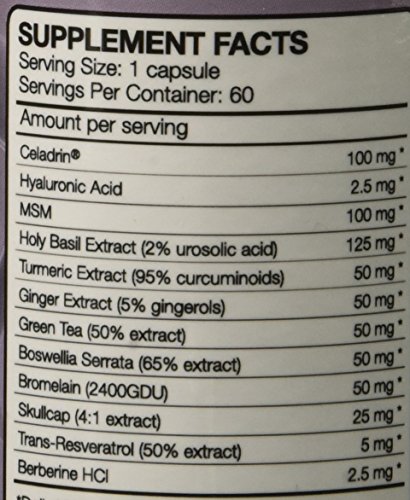 SUPPLEMENT FACTS
Serving Size: 1 capsule
Servings Per Container: 60
Amount per serving
Celadrin® 100 mg*
Hyaluronic Acid 2.5 mg*
MSM 100 mg*
Holy Basil Extract (2% urosolic acid) 125 mg*
Turmeric Extract (95% curcuminoids) 50 mg*
Ginger Extract (5% gingerols) 50 mg*
Green Tea (50% extract) 50 mg*
Boswellia Serrata (65% extract) 50 mg*
Bromelain (2400GDU) 50 mg*
Skullcap (4:1 extract) 25 mg*
Trans-Resveratrol (50% extract) 5 mg*
Berberine HCl 2.5 mg*